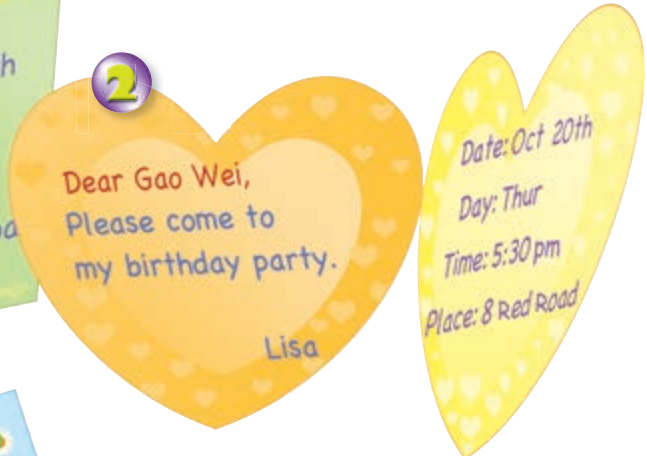 h
2
Dear Gao Wei,
Please come to
my birthday party.
Lisa
Date: Oct 20th
Day: Thur
Time: 5:30 pm
Place: 8 Red Road